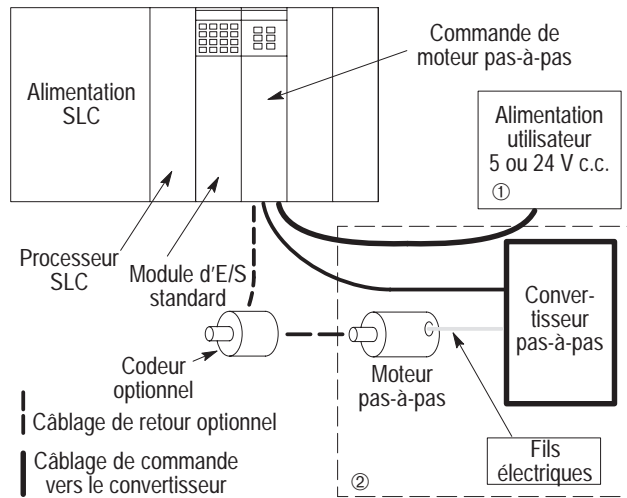 Commande de
moteur pas-à-pas
Alimentation
SLC
Alimentation
utilisateur
5 ou 24 V c.c.
①
Processeur
SLC
Module d'E/S
standard
Conver-
tisseur
pas-à-pas
Codeur
optionnel
Moteur
pas-à-pas
Câblage de retour optionnel
Fils
électriques
Câblage de commande
vers le convertisseur
②